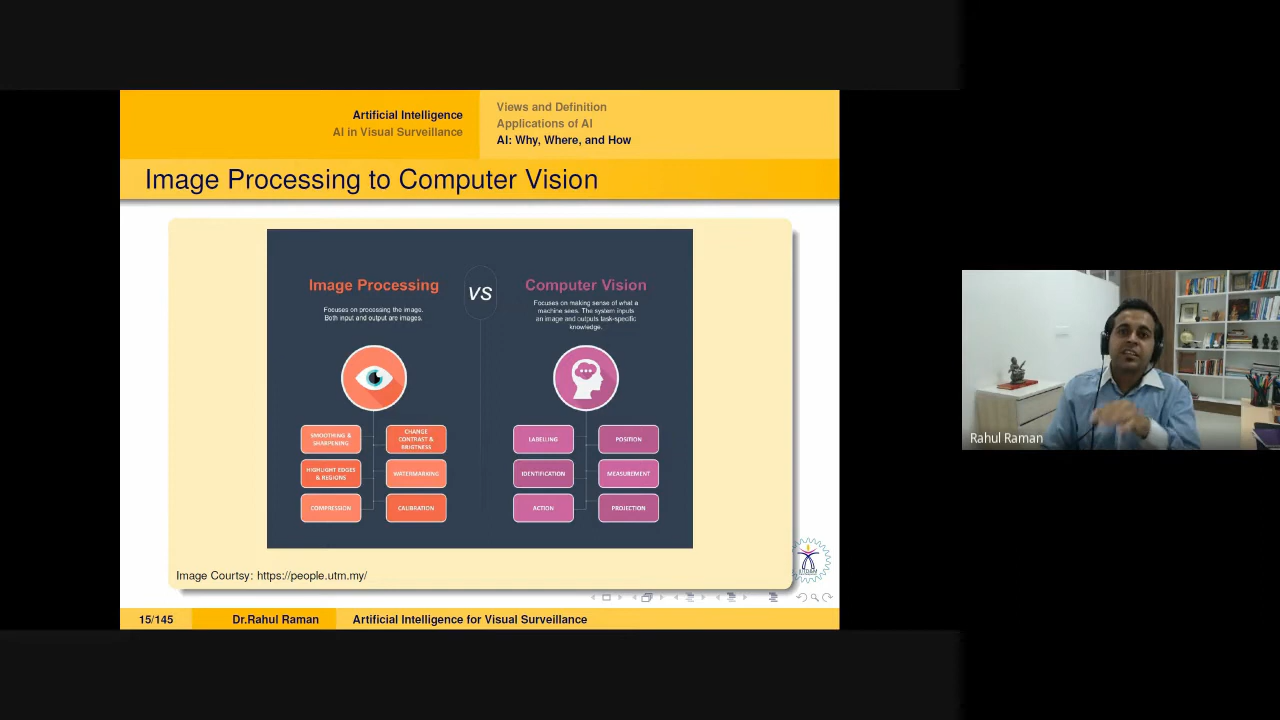 Artificial Intelligence
AI in Visual Surveillance
Views and Definition
Applications of AI
AI: Why, Where, and How
Image Processing to Computer Vision
Image Processing
Focuses on processing the image.
Both input and output are images.
VS
Computer Vision
Focuses on making sense of what a
machine sees. The system inputs
an image and outputs task-specific
knowledge.
SMOOTHING &
SHARPENING
CHANGE
CONTRAST &
BRIGTNESS
HIGHLIGHT EDGES
& REGIONS
WATERMARKING
COMPRESSION
CALIBRATION
LABELLING
POSITION
IDENTIFICATION
MEASUREMENT
ACTION
PROJECTION
Image Courtsy: https://people.utm.my/
15/145
Dr.Rahul Raman
Artificial Intelligence for Visual Surveillance
Rahul Raman